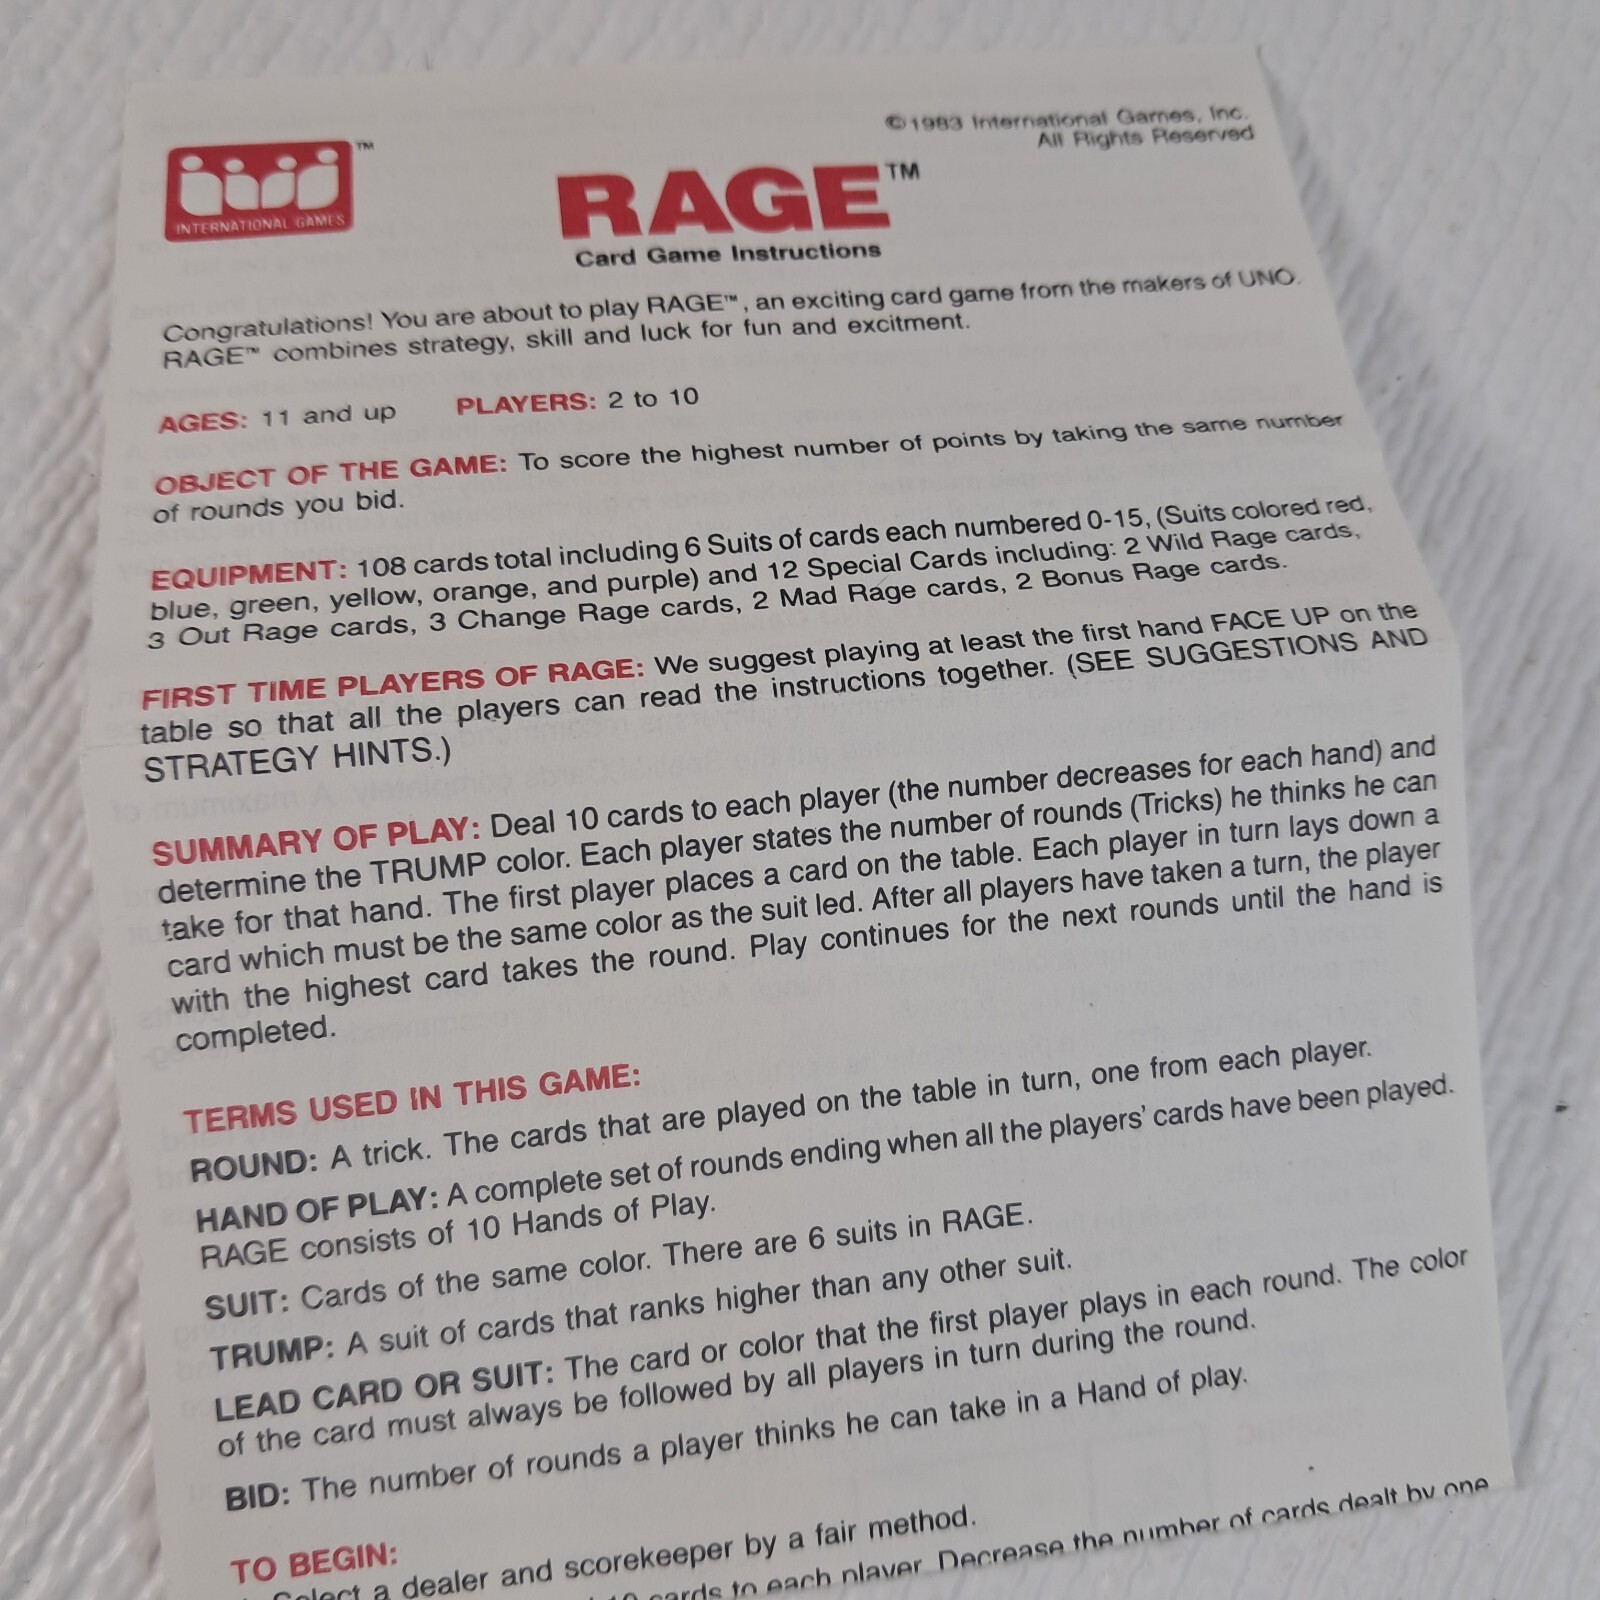 ©1983 International Games, Inc.
All Rights Reserved
™
INTERNATIONAL GAMES
RAGE™
Card Game Instructions
Congratulations! You are about to play RAGE™, an exciting card game from the makers of UNO.
RAGE™ combines strategy, skill and luck for fun and excitment.
AGES: 11 and up PLAYERS: 2 to 10
OBJECT OF THE GAME: To score the highest number of points by taking the same number
of rounds you bid.
EQUIPMENT: 108 cards total including 6 Suits of cards each numbered 0-15, (Suits colored red,
blue, green, yellow, orange, and purple) and 12 Special Cards including: 2 Wild Rage cards,
3 Out Rage cards, 3 Change Rage cards, 2 Mad Rage cards, 2 Bonus Rage cards.
FIRST TIME PLAYERS OF RAGE: We suggest playing at least the first hand FACE UP on the
table so that all the players can read the instructions together. (SEE SUGGESTIONS AND
STRATEGY HINTS.)
SUMMARY OF PLAY: Deal 10 cards to each player (the number decreases for each hand) and
determine the TRUMP color. Each player states the number of rounds (Tricks) he thinks he can
take for that hand. The first player places a card on the table. Each player in turn lays down a
card which must be the same color as the suit led. After all players have taken a turn, the player
with the highest card takes the round. Play continues for the next rounds until the hand is
completed.
TERMS USED IN THIS GAME:
ROUND: A trick. The cards that are played on the table in turn, one from each player.
HAND OF PLAY: A complete set of rounds ending when all the players' cards have been played.
RAGE consists of 10 Hands of Play.
SUIT: Cards of the same color. There are 6 suits in RAGE.
TRUMP: A suit of cards that ranks higher than any other suit.
LEAD CARD OR SUIT: The card or color that the first player plays in each round. The color
of the card must always be followed by all players in turn during the round.
BID: The number of rounds a player thinks he can take in a Hand of play.
TO BEGIN:
Select a dealer and scorekeeper by a fair method.
10 cards to each player. Decrease the number of cards dealt by one